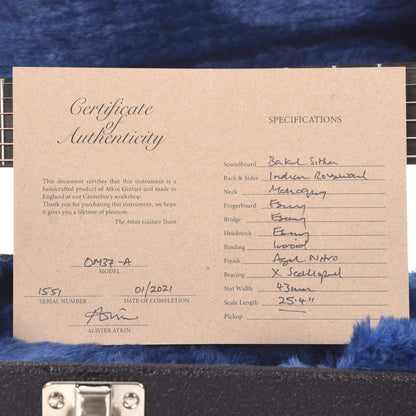 Certificate
of
Authenticity
This document certifies that this instrument is a
handcrafted product of Atkin Guitars and made in
England at our Canterbury workshop.
Thank you for purchasing this instrument, we hope
it gives you a lifetime of pleasure.
The Atkin Guitars Team
OM37-A
MODEL
1551 01/2021
SERIAL NUMBER DATE OF COMPLETION
ALISTER ATKIN
SPECIFICATIONS
Soundboard Baked Sitka
Back & Sides Indian Rosewood
Neck Mahogany
Fingerboard Ebony
Bridge Ebony
Headstock Ebony
Binding Ivoroid
Finish Aged Nitro
Bracing X Scalloped
Nut Width 43mm
Scale Length 25.4"
Pickup